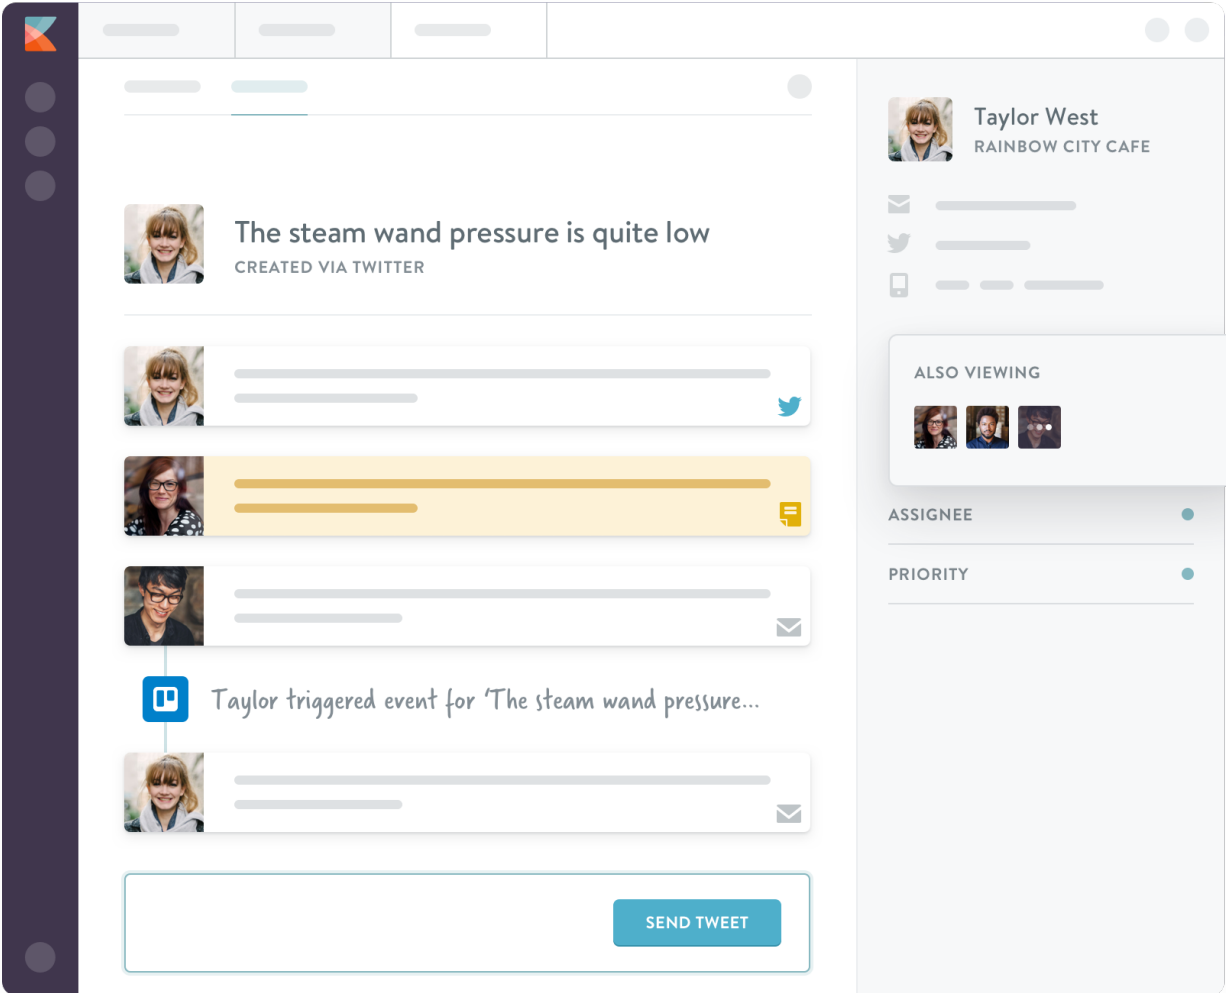 Taylor West
RAINBOW CITY CAFE
The steam wand pressure is quite low
CREATED VIA TWITTER
ALSO VIEWING
ASSIGNEE
PRIORITY
Taylor triggered event for ‘The steam wand pressure...
SEND TWEET